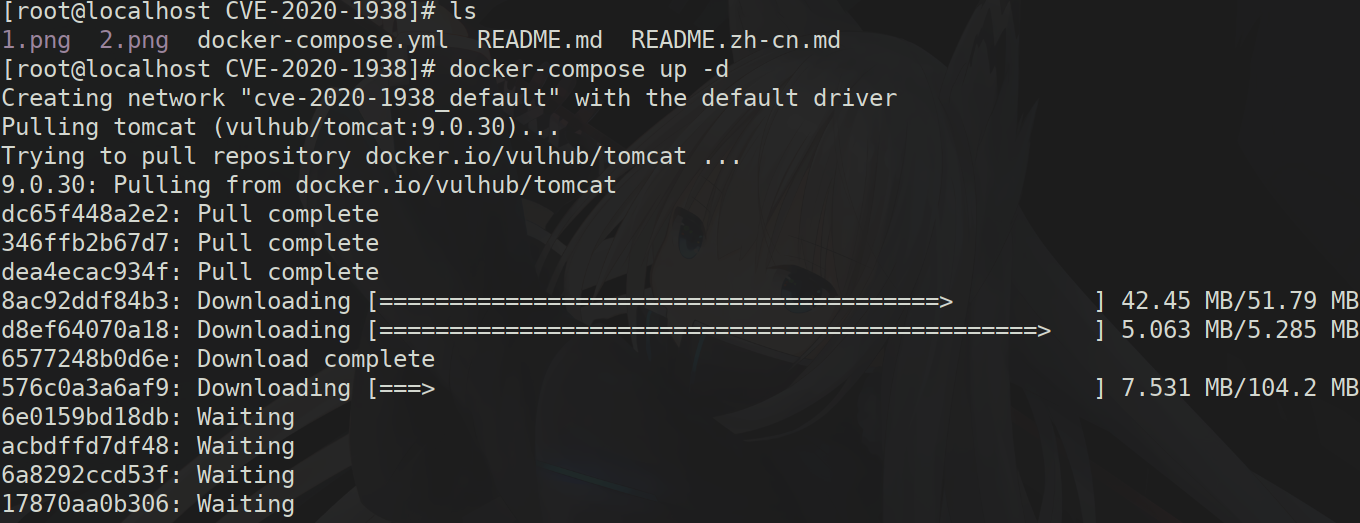 [root@localhost CVE-2020-1938]# ls
1.png  2.png  docker-compose.yml  README.md  README.zh-cn.md
[root@localhost CVE-2020-1938]# docker-compose up -d
Creating network "cve-2020-1938_default" with the default driver
Pulling tomcat (vulhub/tomcat:9.0.30)...
Trying to pull repository docker.io/vulhub/tomcat ...
9.0.30: Pulling from docker.io/vulhub/tomcat
dc65f448a2e2: Pull complete
346ffb2b67d7: Pull complete
dea4ecac934f: Pull complete
8ac92ddf84b3: Downloading [========================================>          ] 42.45 MB/51.79 MB
d8ef64070a18: Downloading [===============================================>   ] 5.063 MB/5.285 MB
6577248b0d6e: Download complete
576c0a3a6af9: Downloading [===>                                               ] 7.531 MB/104.2 MB
6e0159bd18db: Waiting
acbdffd7df48: Waiting
6a8292ccd53f: Waiting
17870aa0b306: Waiting